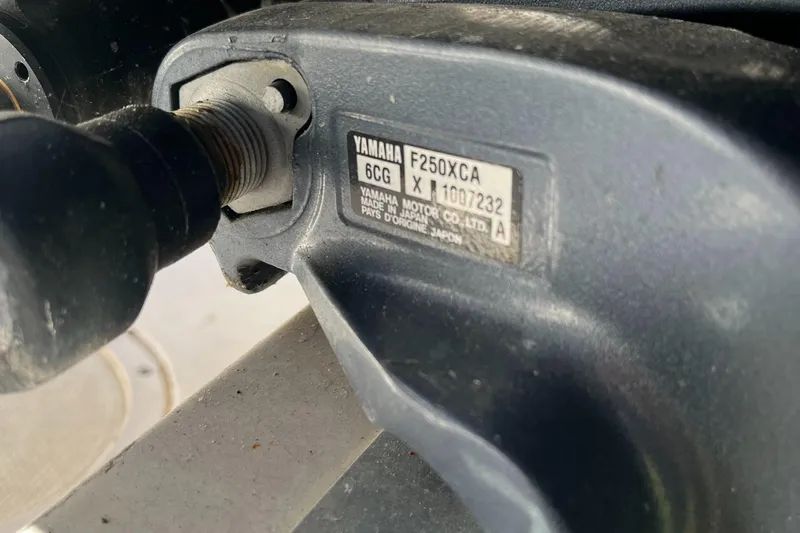 YAMAHA F250XCA
6CG X 1007232 A
YAMAHA MOTOR CO., LTD.
MADE IN JAPAN
PAYS D'ORIGINE JAPON